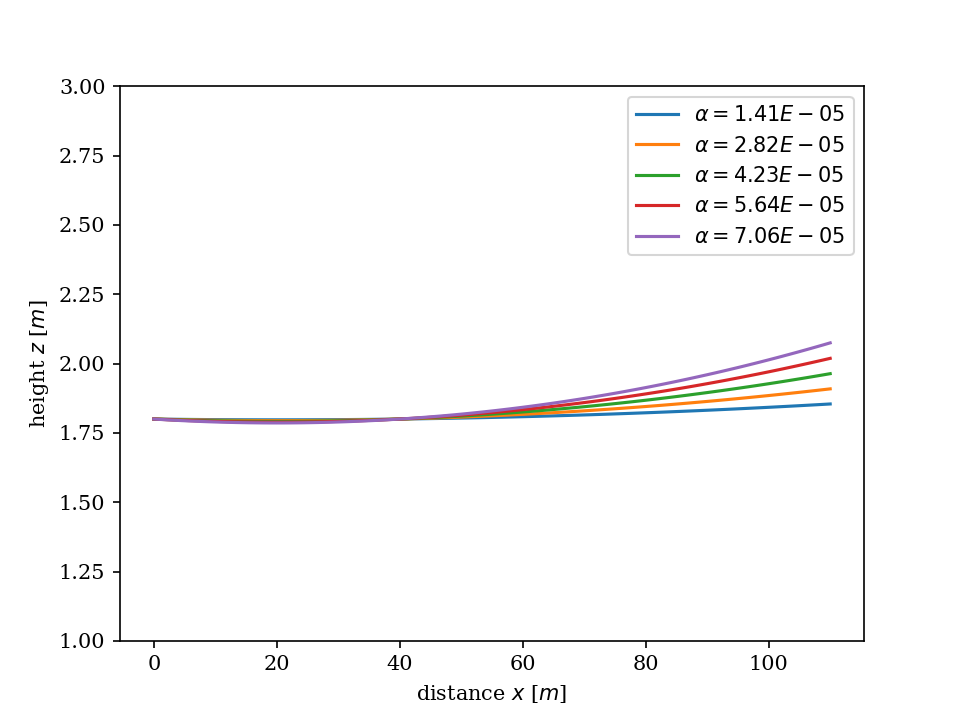 3.00
2.75
2.50
2.25
2.00
1.75
1.50
1.25
1.00
height z [m]
0 20 40 60 80 100
distance x [m]
α = 1.41E − 05
α = 2.82E − 05
α = 4.23E − 05
α = 5.64E − 05
α = 7.06E − 05